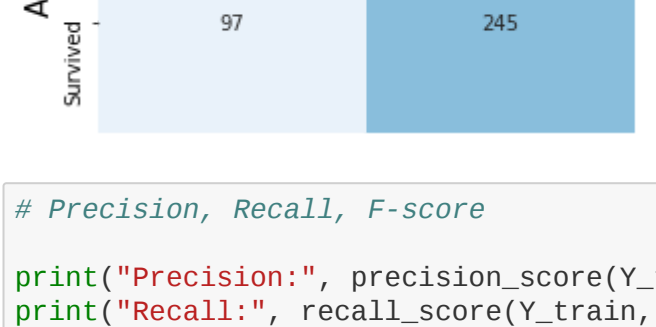 A
Survived
97 245
# Precision, Recall, F-score
print("Precision:", precision_score(Y_
print("Recall:", recall_score(Y_train,